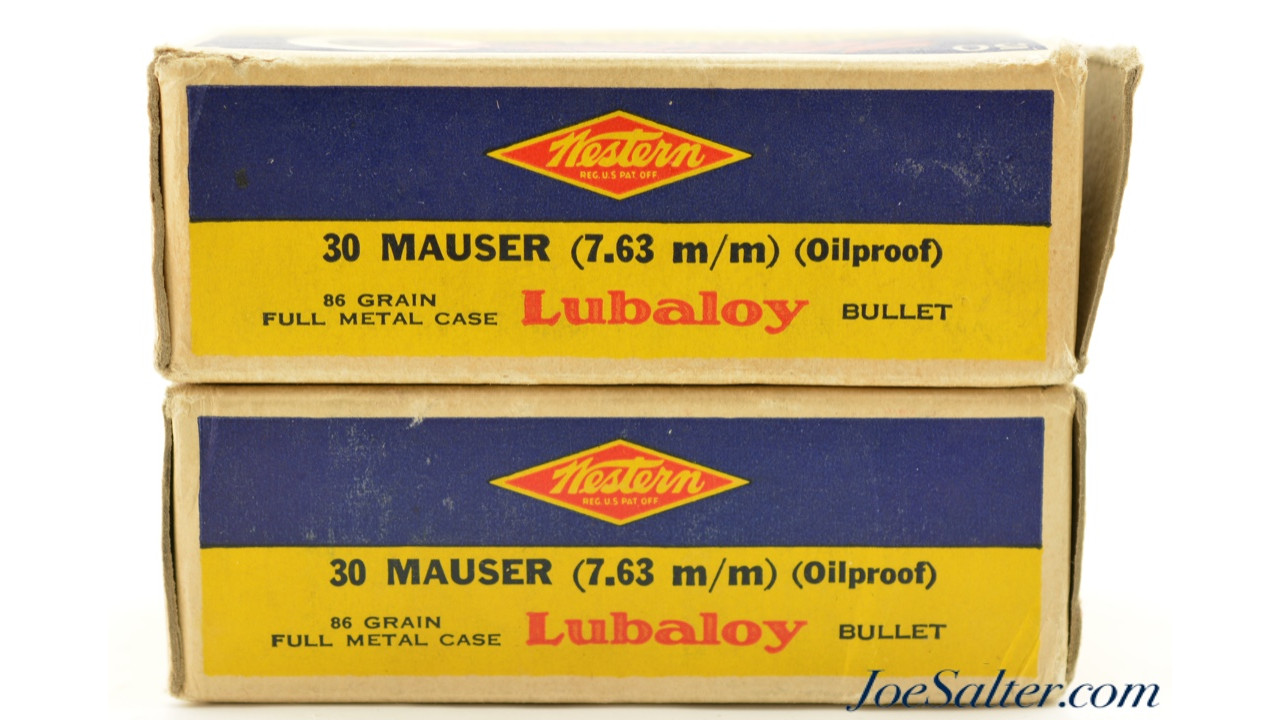 50
Western
REG. U.S PAT. OFF.
30 MAUSER (7.63 m/m) (Oilproof)
86 GRAIN
FULL METAL CASE Lubaloy BULLET
Western
REG. U.S PAT. OFF.
30 MAUSER (7.63 m/m) (Oilproof)
86 GRAIN
FULL METAL CASE Lubaloy BULLET
JoeSalter.com